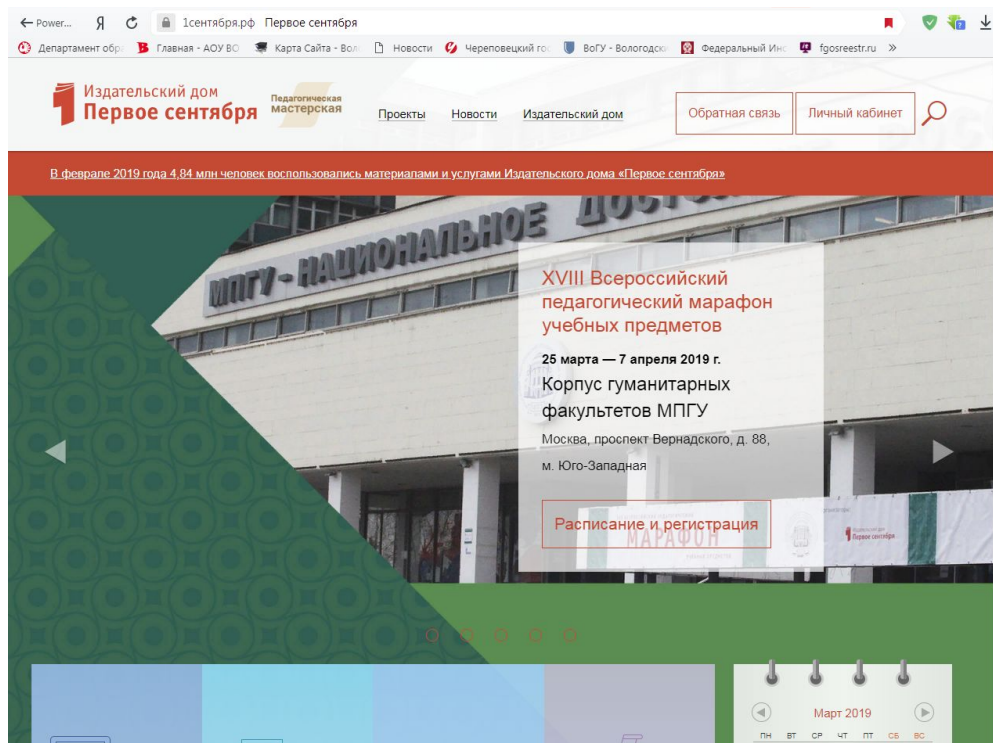 Power...
Я
1сентября.рф Первое сентября
Департамент обр
Главная - АОУ ВО
Карта Сайта - Вол
Новости
Череповецкий гос
ВоГУ - Вологодски
Федеральный Инс
fgosreestr.ru
»
Издательский дом
Первое сентября
Педагогическая
мастерская
Проекты
Новости
Издательский дом
Обратная связь
Личный кабинет
В феврале 2019 года 4,84 млн человек воспользовались материалами и услугами Издательского дома «Первое сентября»
МПГУ - НАЦИОНАЛЬНОЕ
XVIII Всероссийский
педагогический марафон
учебных предметов
25 марта — 7 апреля 2019 г.
Корпус гуманитарных
факультетов МПГУ
Москва, проспект Вернадского, д. 88,
м. Юго-Западная
Расписание и регистрация
МАРАФОН
Первое сентября
Март 2019
ПН ВТ СР ЧТ ПТ СБ ВС